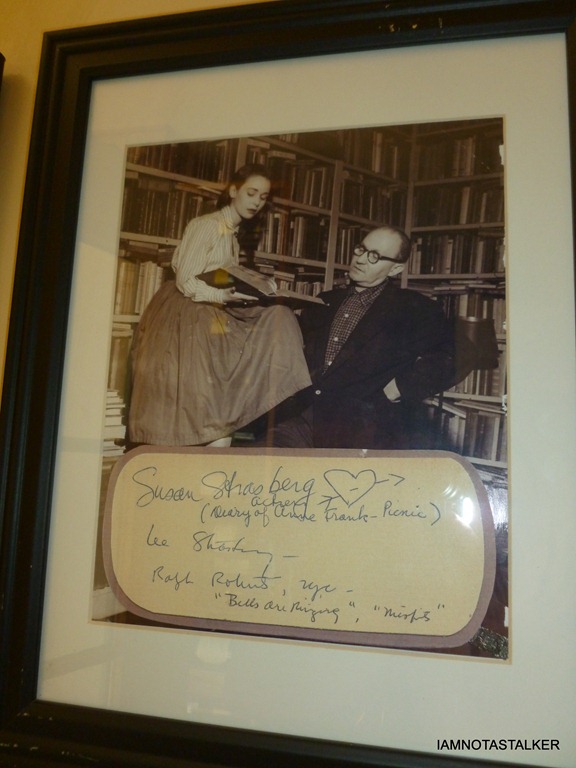 Susan Strasberg
actress
(Diary of Anne Frank - Picnic)
Lee Strasberg -
Ralph Roberts, nyc -
"Bells are Ringing", "Misfits"
IAMNOTASTALKER